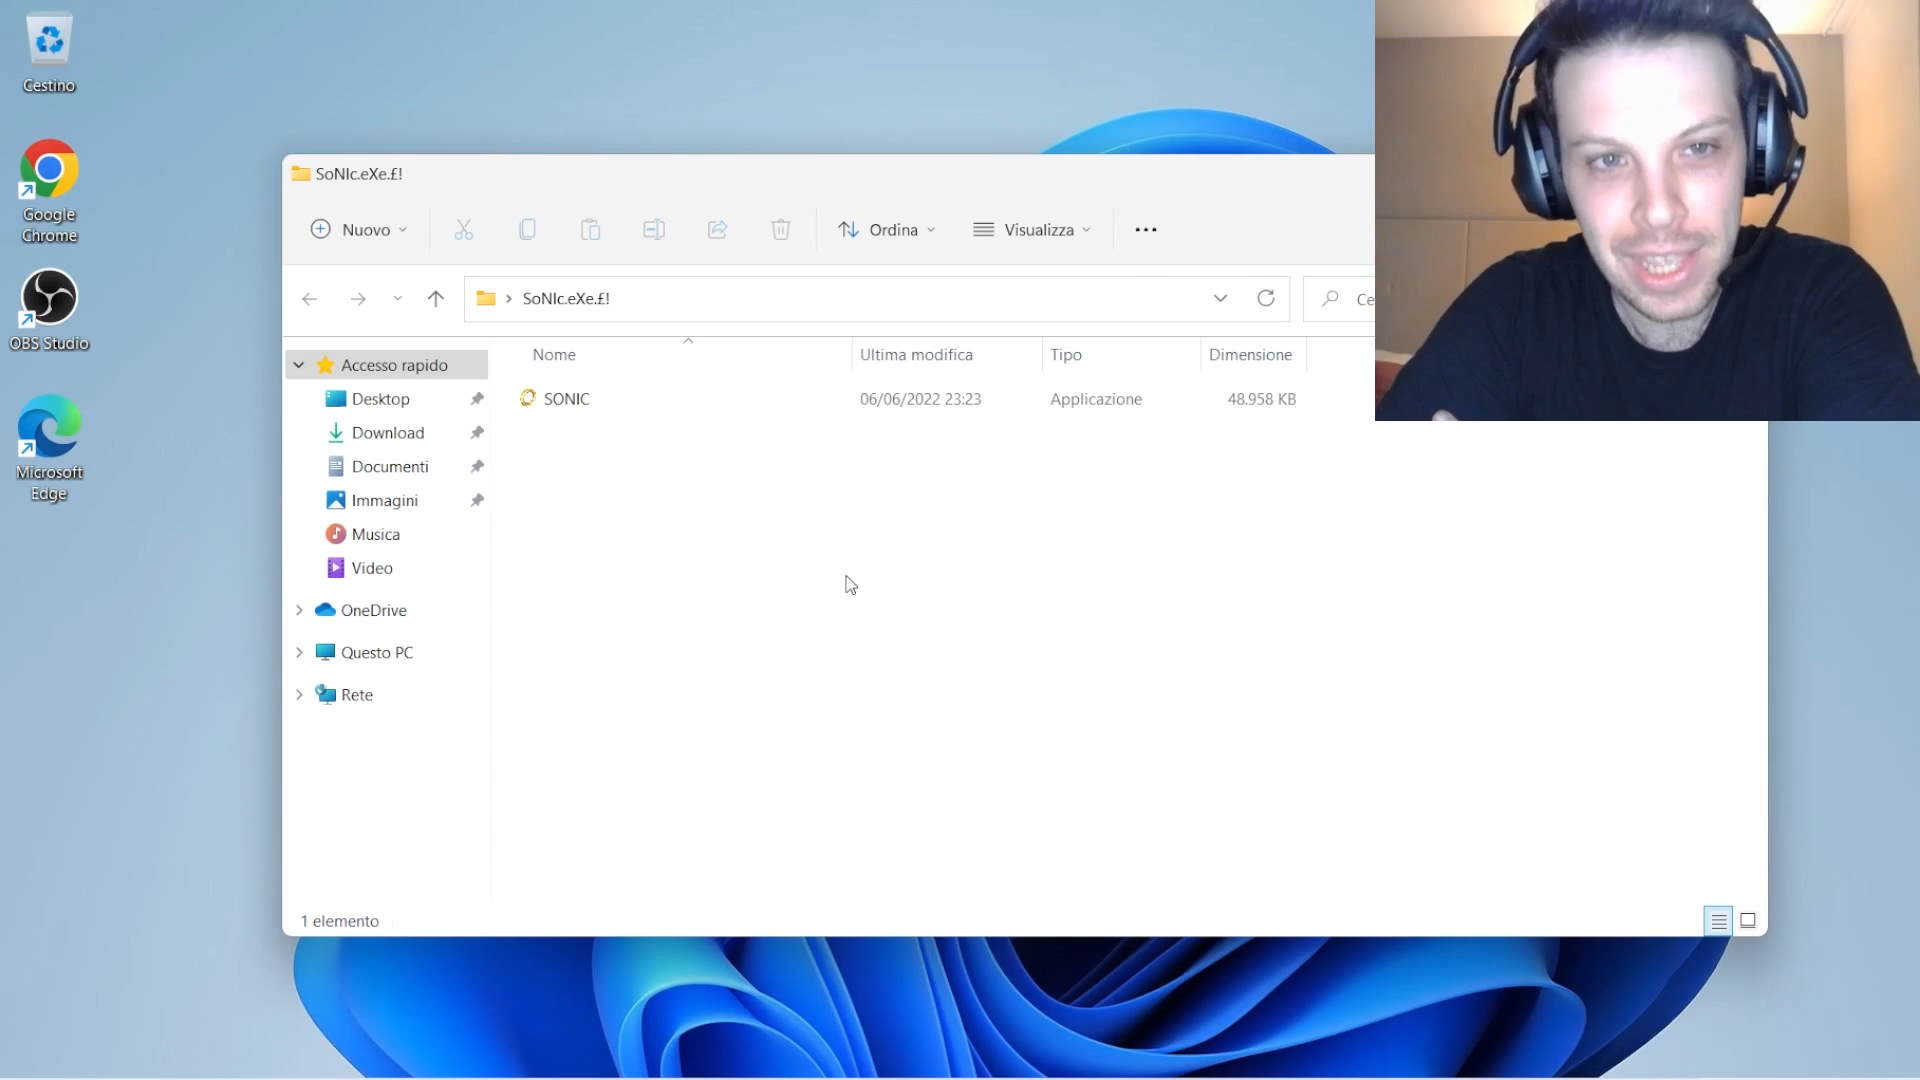 Cestino
Google
Chrome
OBS Studio
Microsoft
Edge
SoNIc.eXe.£!
Nuovo
Ordina
Visualizza
SoNIc.eXe.£!
Ce
Nome
Ultima modifica
Tipo
Dimensione
SONIC
06/06/2022 23:23
Applicazione
48.958 KB
Accesso rapido
Desktop
Download
Documenti
Immagini
Musica
Video
OneDrive
Questo PC
Rete
1 elemento